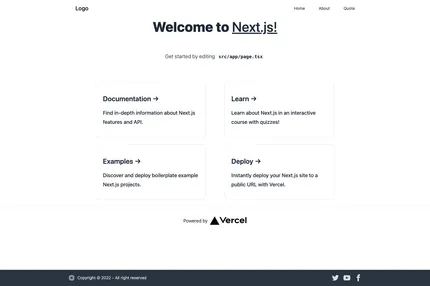 Logo
Home About Quote
Welcome to Next.js!
Get started by editing src/app/page.tsx
Documentation →
Find in-depth information about Next.js
features and API.
Learn →
Learn about Next.js in an interactive
course with quizzes!
Examples →
Discover and deploy boilerplate example
Next.js projects.
Deploy →
Instantly deploy your Next.js site to a
public URL with Vercel.
Powered by Vercel
Copyright © 2022 - All right reserved